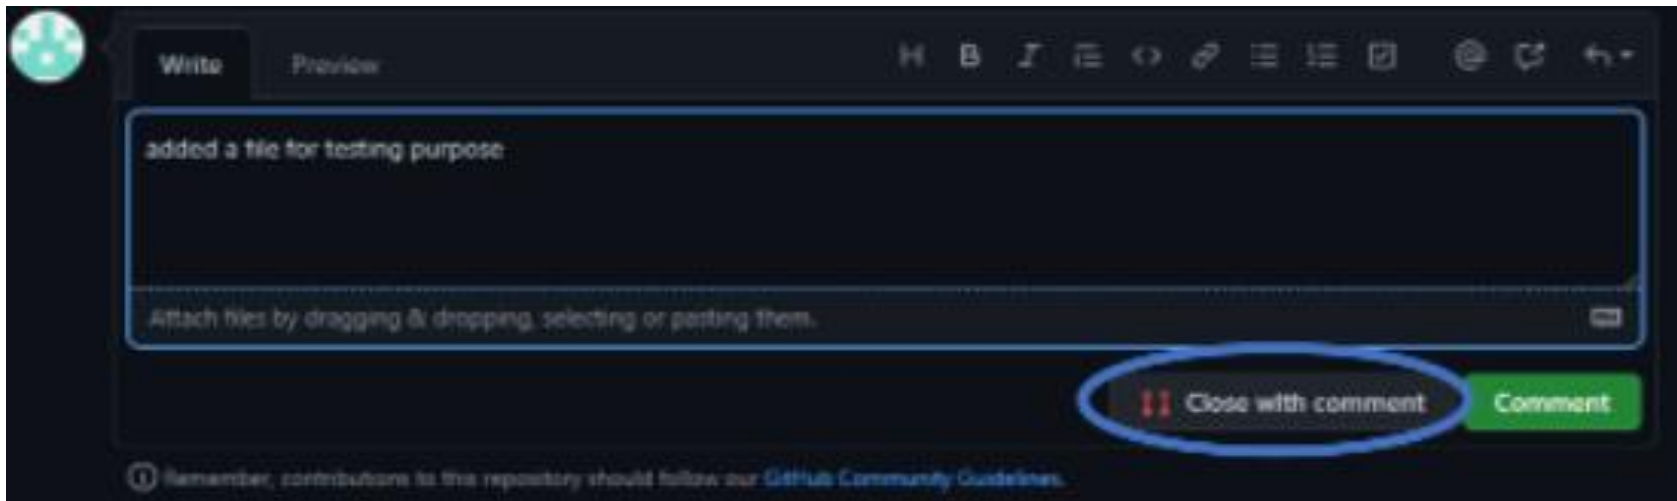 Write Preview
added a file for testing purpose
Attach files by dragging & dropping, selecting or pasting them.
Close with comment Comment
Remember, contributions to this repository should follow our GitHub Community Guidelines.